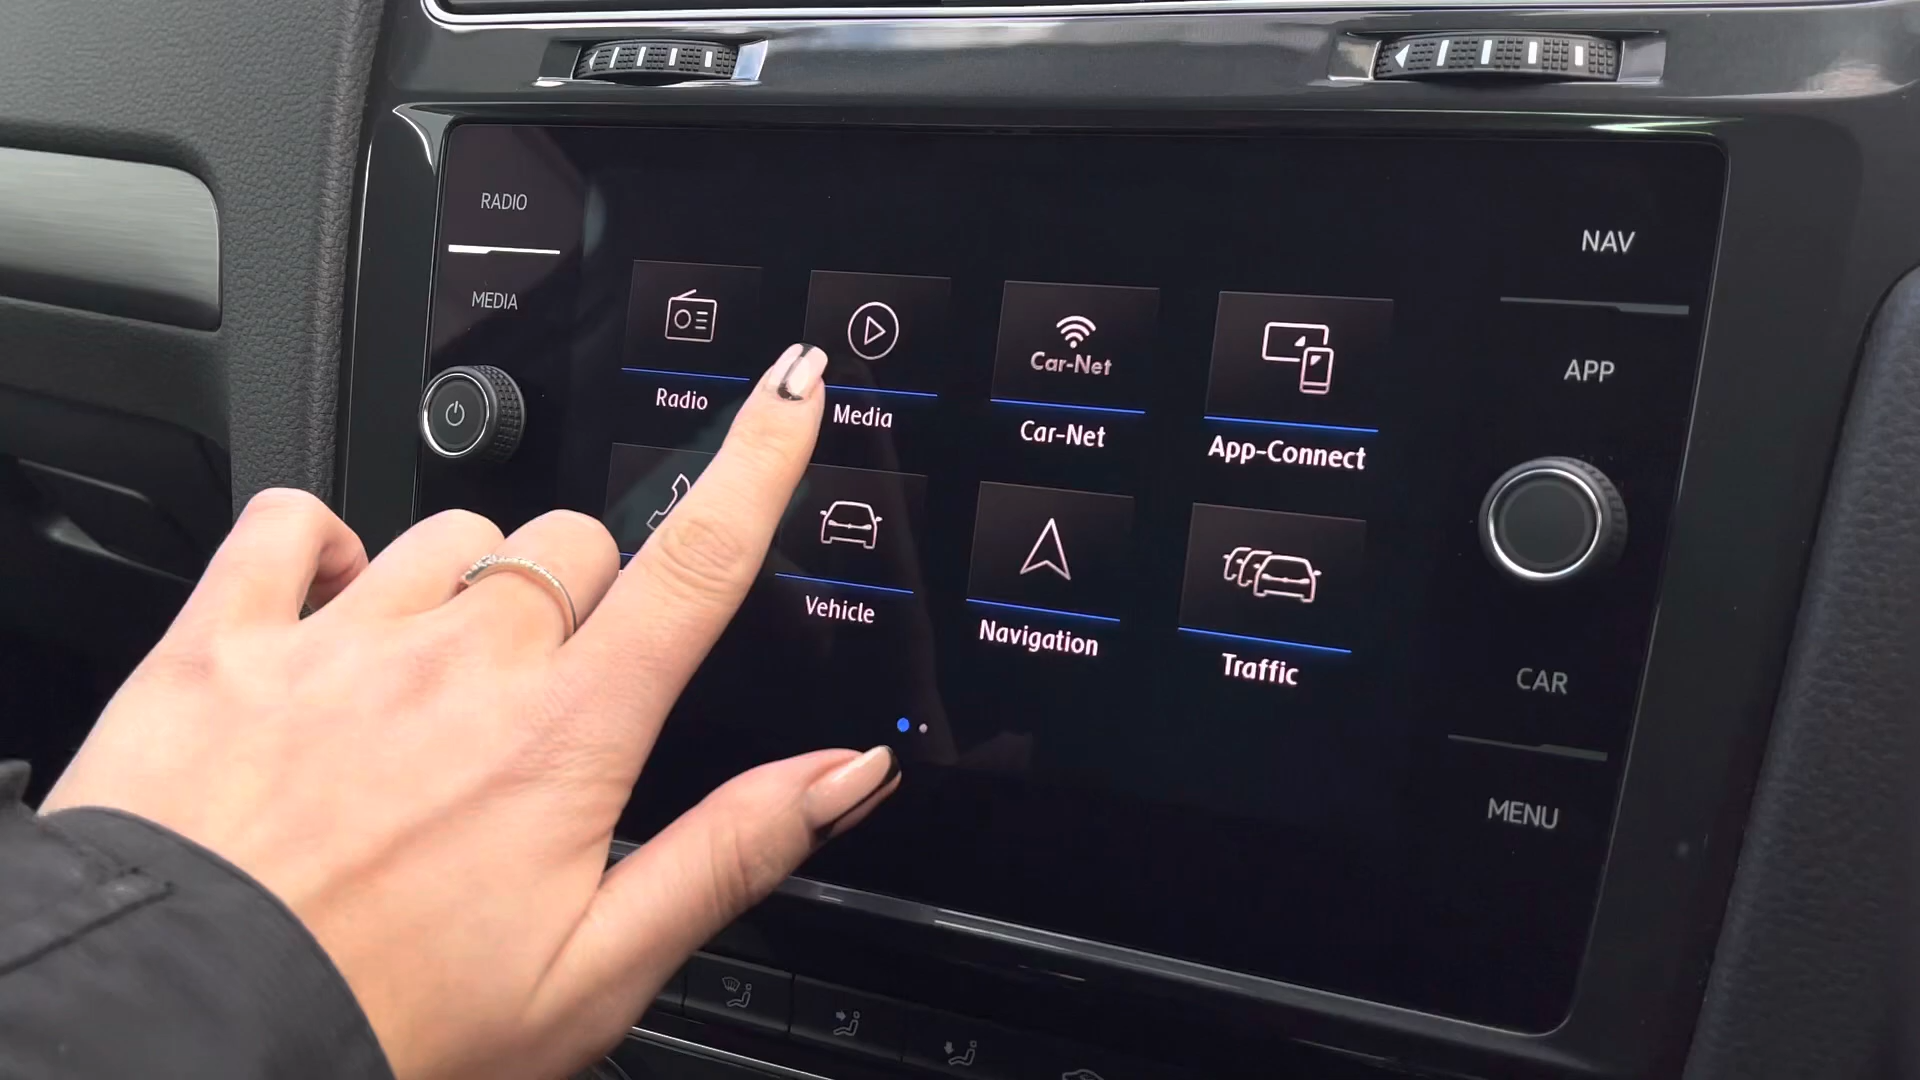 RADIO
MEDIA
NAV
APP
CAR
MENU
Radio
Media
Car-Net
Car-Net
App-Connect
Vehicle
Navigation
Traffic